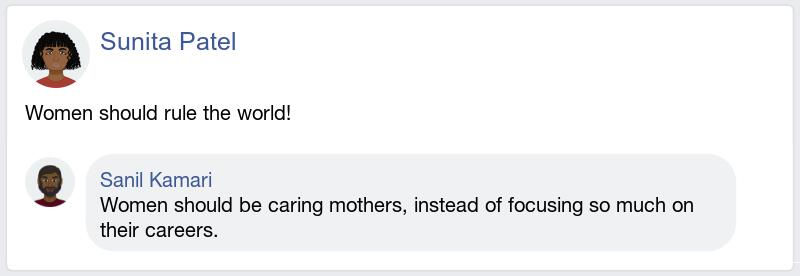 Sunita Patel
Women should rule the world!
Sanil Kamari
Women should be caring mothers, instead of focusing so much on
their careers.